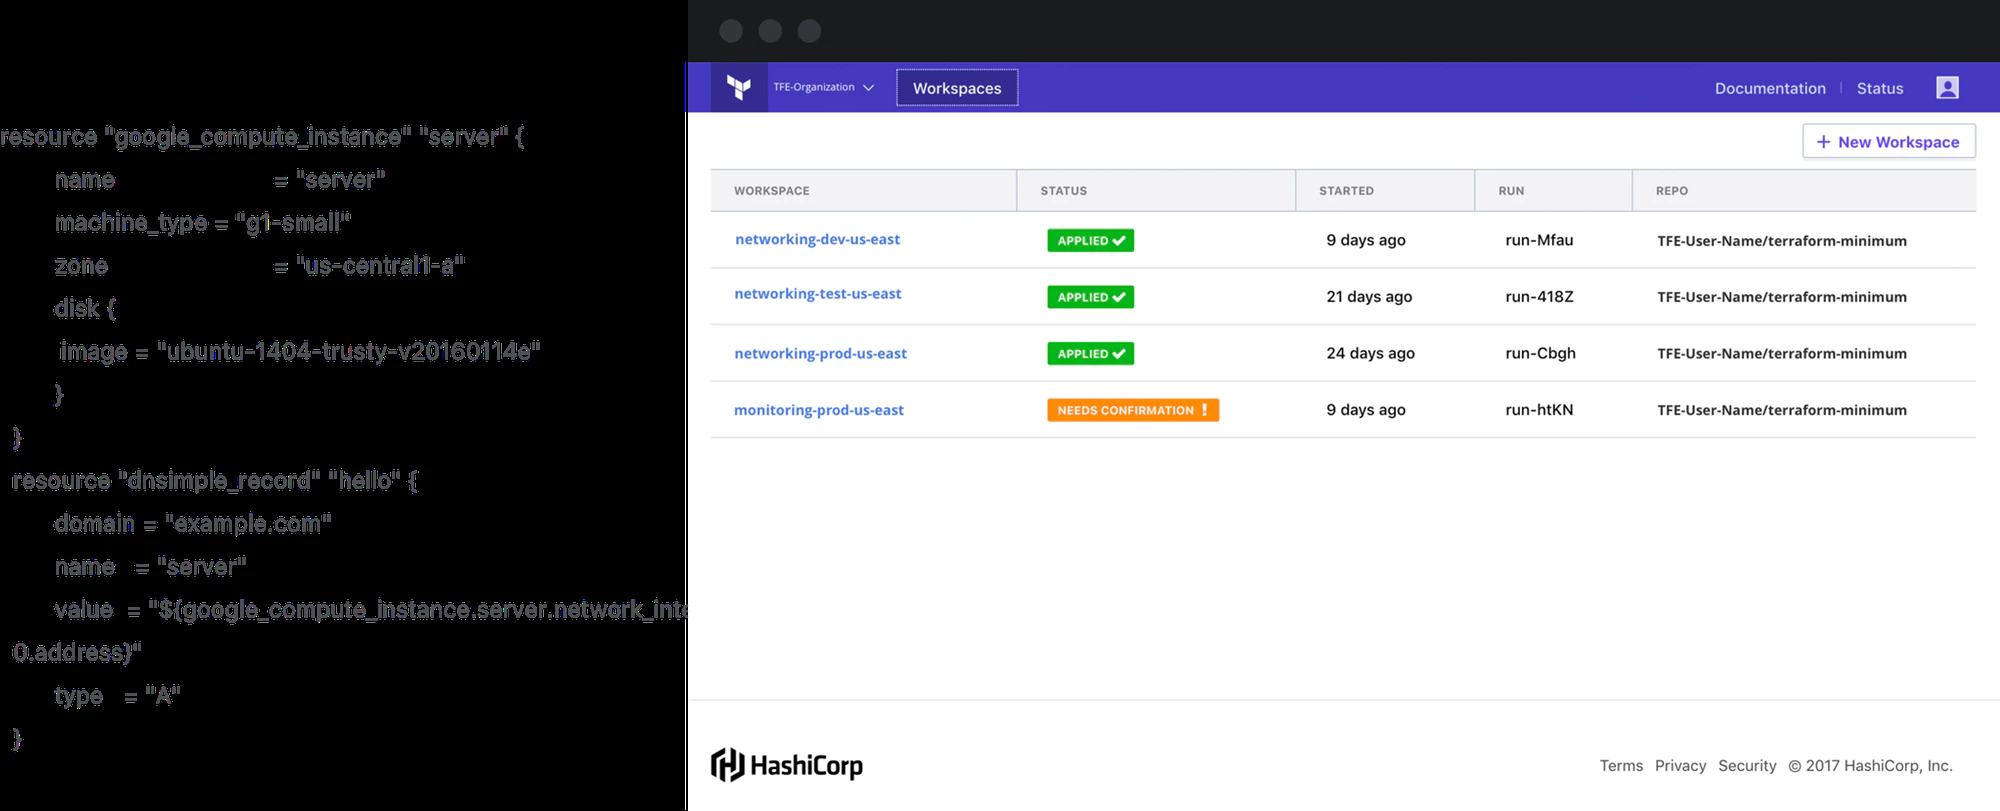 resource "google_compute_instance" "server" {
name = "server"
machine_type = "g1-small"
zone = "us-central1-a"
disk {
image = "ubuntu-1404-trusty-v20160114e"
}
}
resource "dnsimple_record" "hello" {
domain = "example.com"
name = "server"
value = "${google_compute_instance.server.network_inte
0.address}"
type = "A"
}
TFE-Organization Workspaces Documentation Status
+ New Workspace
WORKSPACE STATUS STARTED RUN REPO
networking-dev-us-east APPLIED 9 days ago run-Mfau TFE-User-Name/terraform-minimum
networking-test-us-east APPLIED 21 days ago run-418Z TFE-User-Name/terraform-minimum
networking-prod-us-east APPLIED 24 days ago run-Cbgh TFE-User-Name/terraform-minimum
monitoring-prod-us-east NEEDS CONFIRMATION ! 9 days ago run-htKN TFE-User-Name/terraform-minimum
HashiCorp Terms Privacy Security © 2017 HashiCorp, Inc.